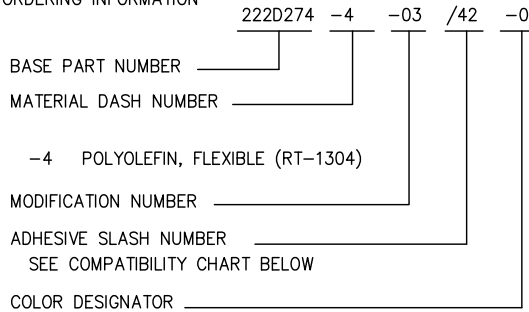 ORDERING INFORMATION
222D274 -4 -03 /42 -0
BASE PART NUMBER
MATERIAL DASH NUMBER
-4 POLYOLEFIN, FLEXIBLE (RT-1304)
MODIFICATION NUMBER
ADHESIVE SLASH NUMBER
SEE COMPATIBILITY CHART BELOW
COLOR DESIGNATOR